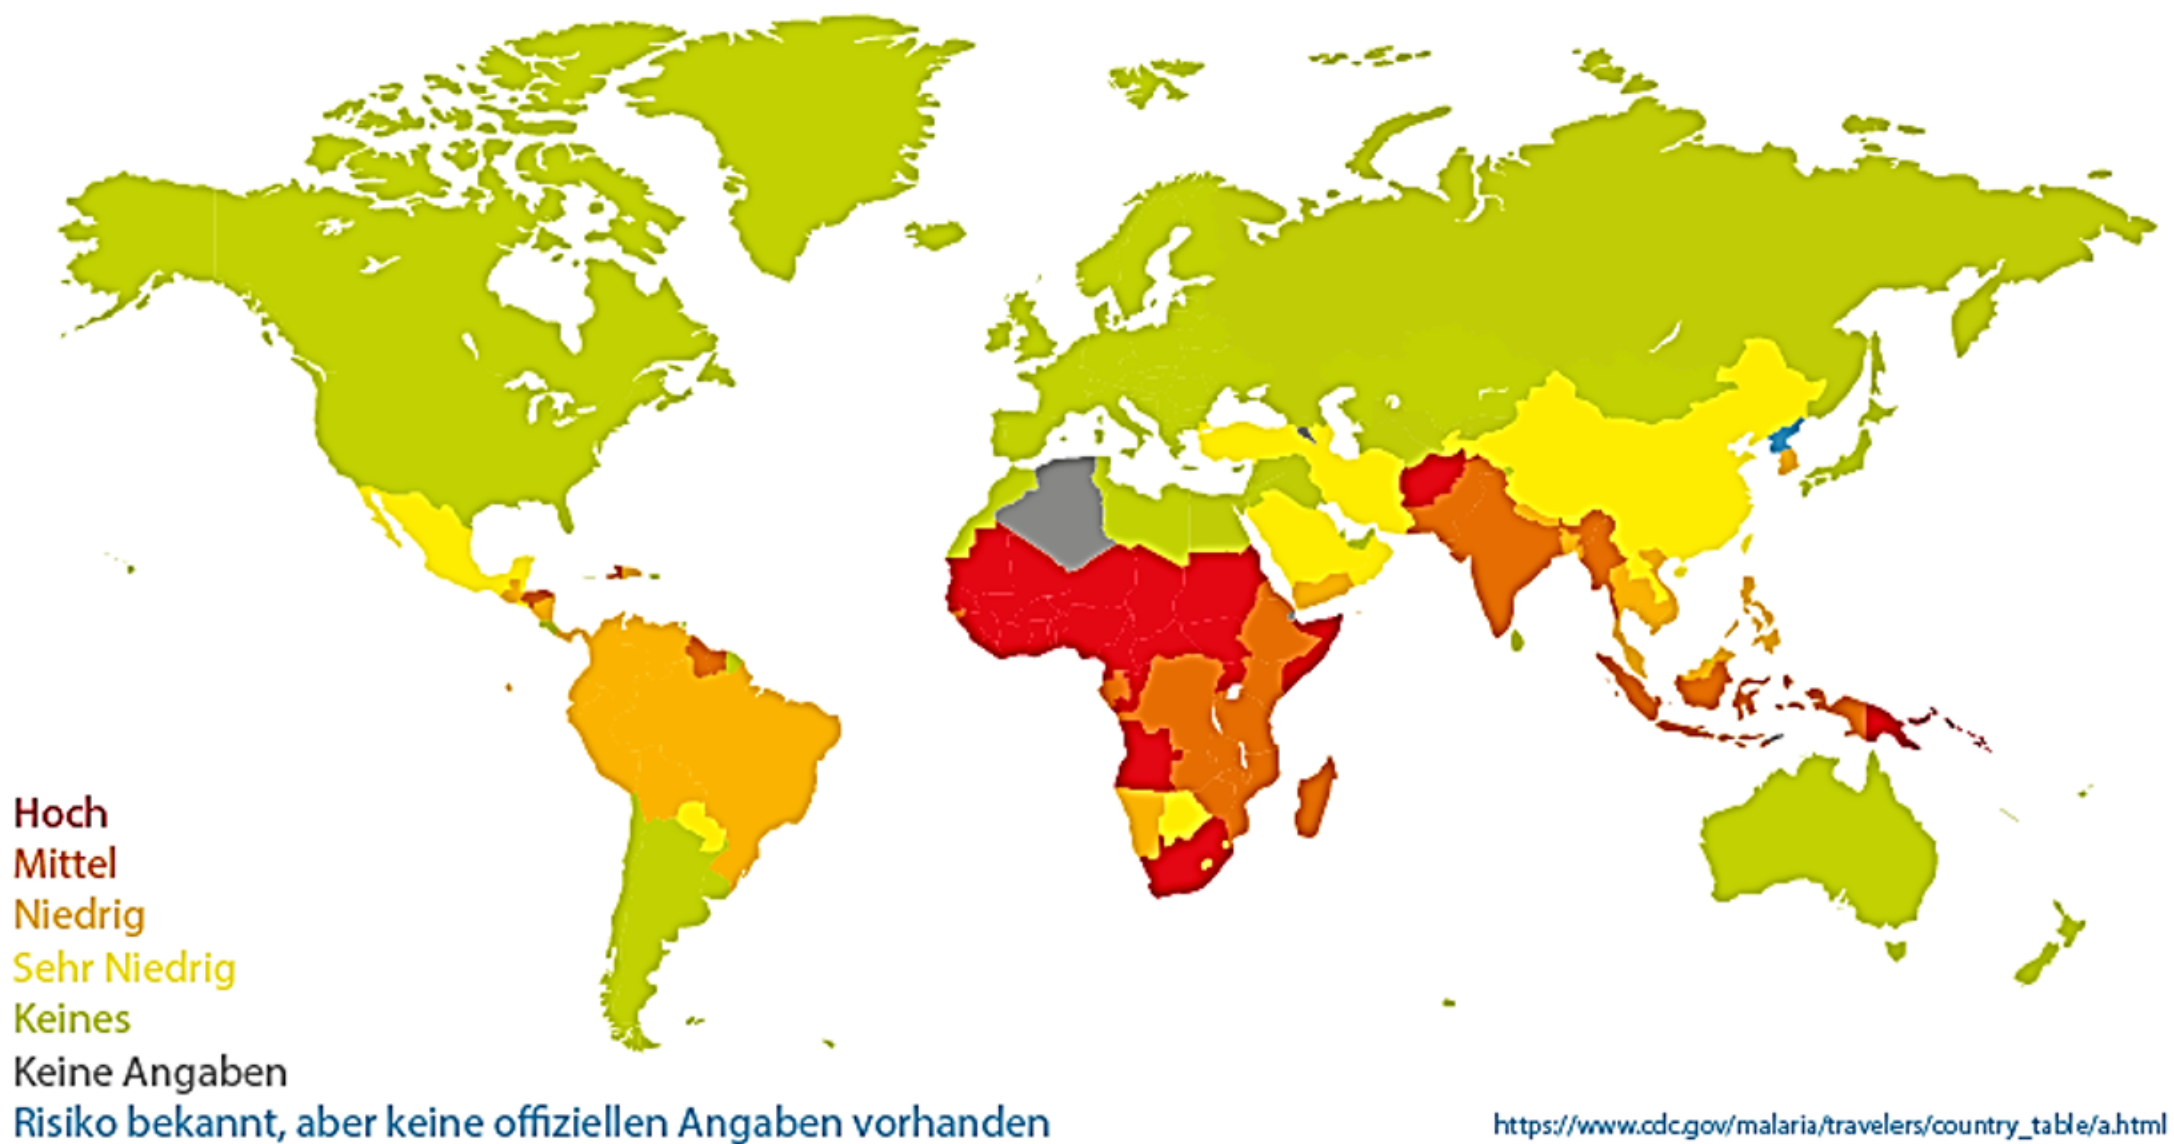 Hoch
Mittel
Niedrig
Sehr Niedrig
Keines
Keine Angaben
Risiko bekannt, aber keine offiziellen Angaben vorhanden
https://www.cdc.gov/malaria/travelers/country_table/a.html